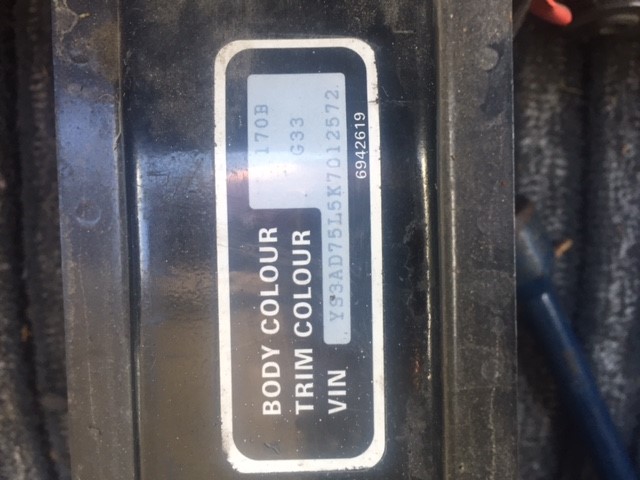 BODY COLOUR 170B
TRIM COLOUR G33
VIN YS3AD75L5K7012572
6942619